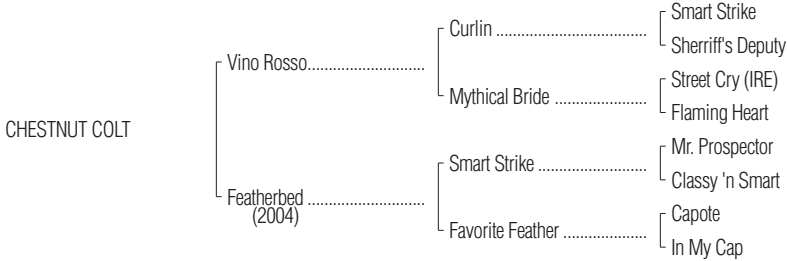 Smart Strike
Curlin ....................................
Sherriff's Deputy
Vino Rosso............................
Street Cry (IRE)
Mythical Bride ......................
Flaming Heart
CHESTNUT COLT
Mr. Prospector
Smart Strike ..........................
Classy 'n Smart
Featherbed ............................
(2004)
Capote
Favorite Feather ....................
In My Cap